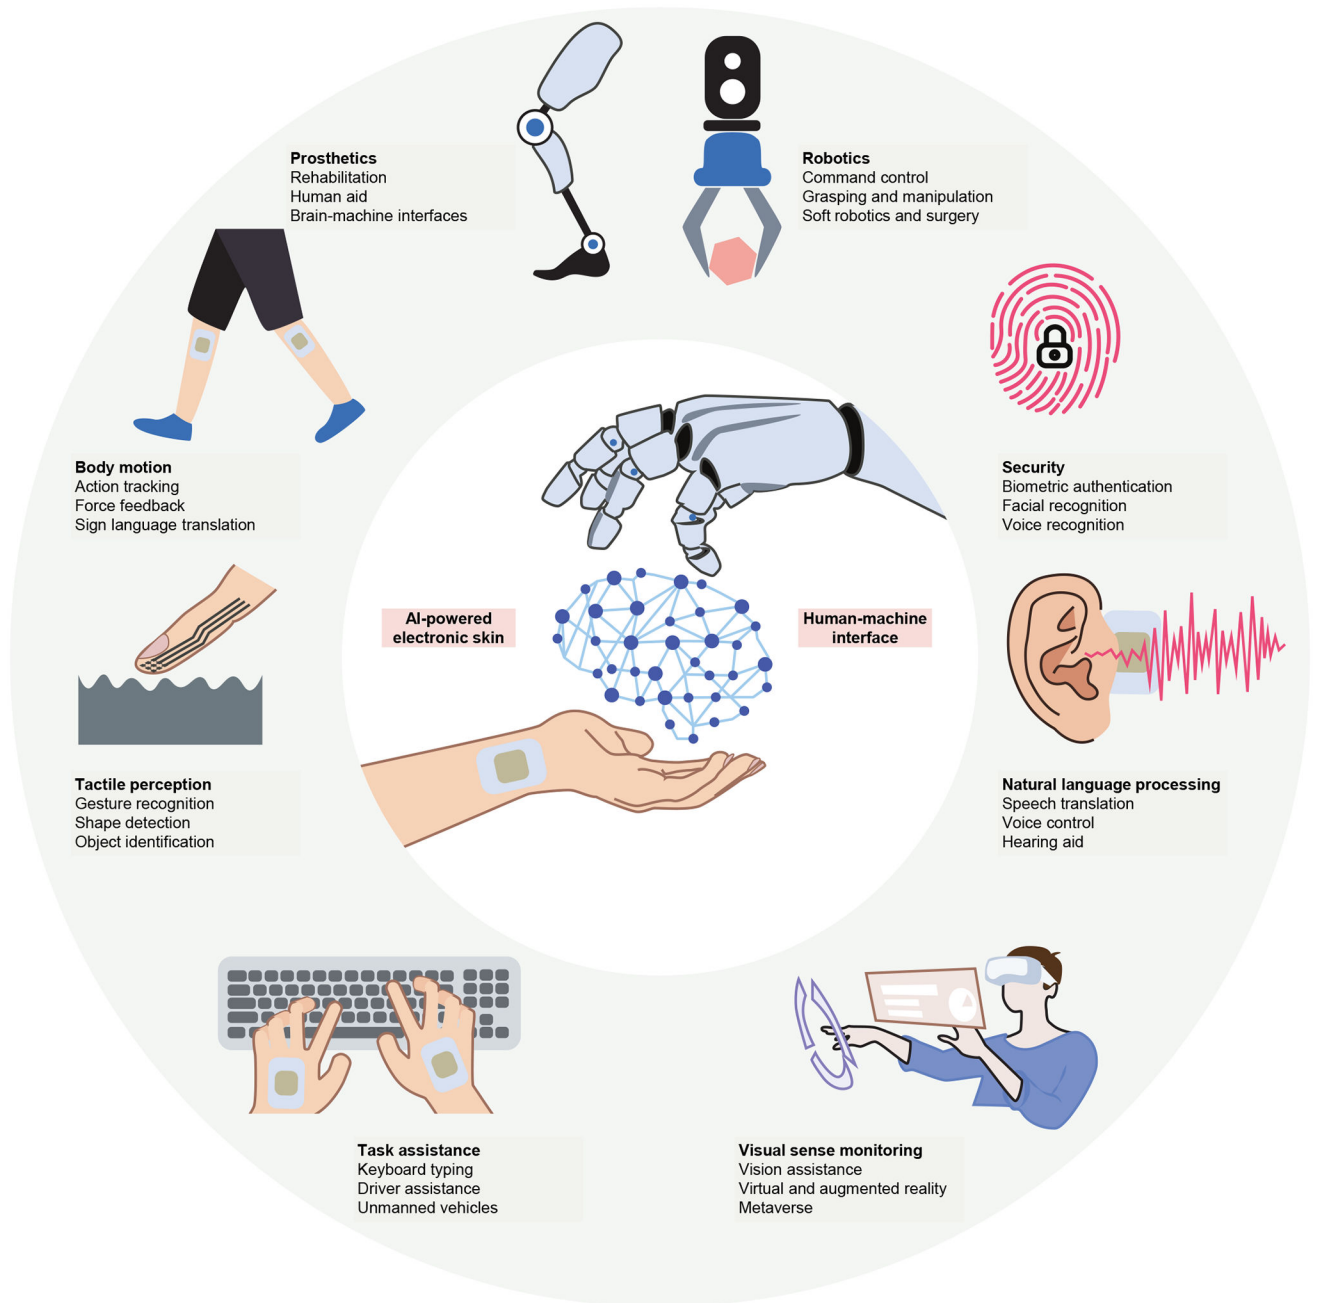 Prosthetics
Rehabilitation
Human aid
Brain-machine interfaces
Robotics
Command control
Grasping and manipulation
Soft robotics and surgery
Body motion
Action tracking
Force feedback
Sign language translation
Security
Biometric authentication
Facial recognition
Voice recognition
AI-powered
electronic skin
Human-machine
interface
Tactile perception
Gesture recognition
Shape detection
Object identification
Natural language processing
Speech translation
Voice control
Hearing aid
Task assistance
Keyboard typing
Driver assistance
Unmanned vehicles
Visual sense monitoring
Vision assistance
Virtual and augmented reality
Metaverse